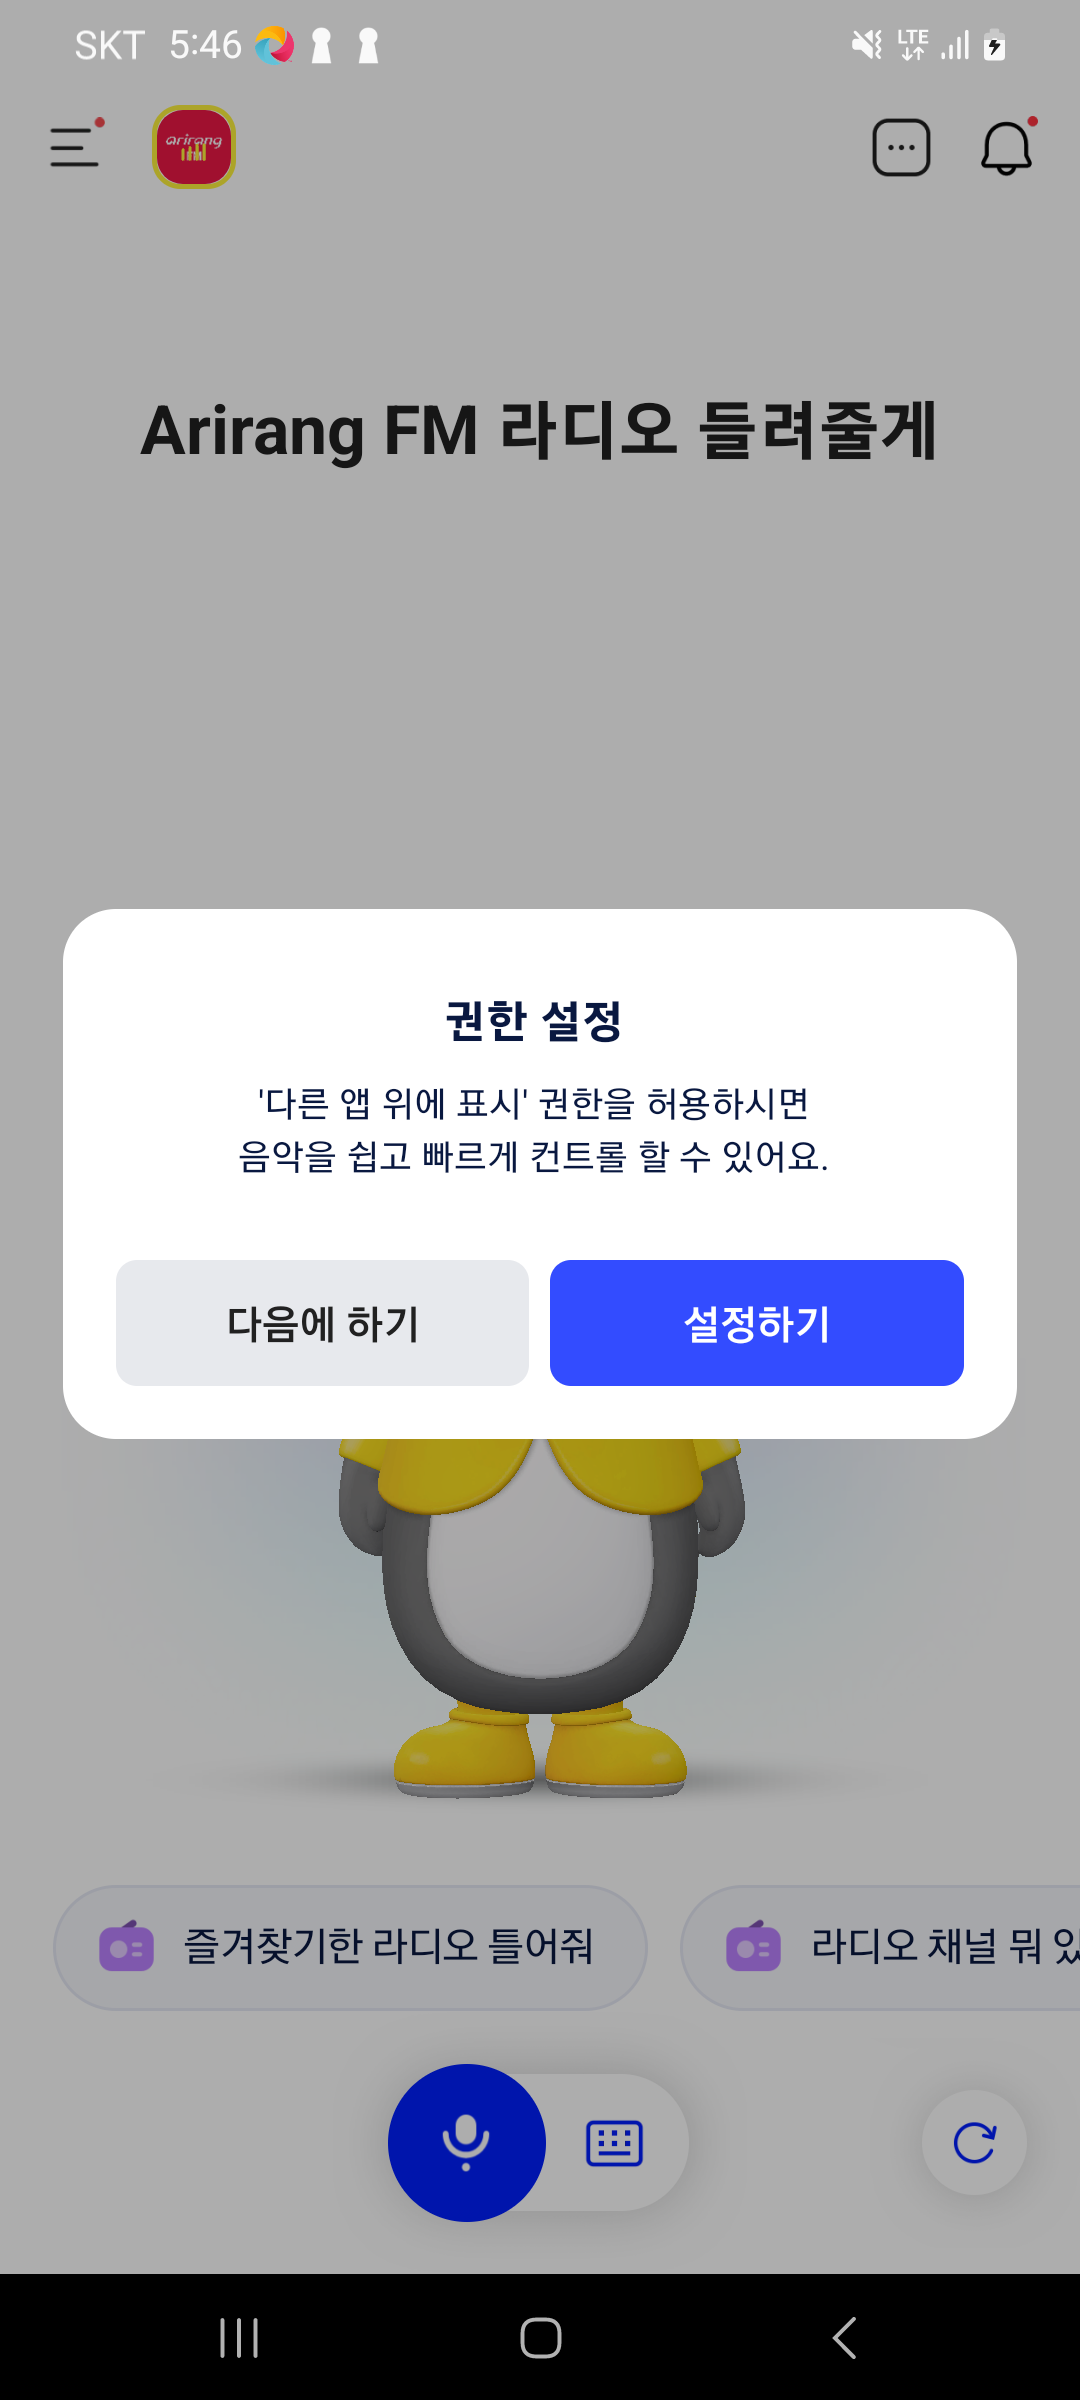 SKT 5:46
LTE
arirang
FM
Arirang FM 라디오 들려줄게
권한 설정
'다른 앱 위에 표시' 권한을 허용하시면
음악을 쉽고 빠르게 컨트롤 할 수 있어요.
다음에 하기
설정하기
즐겨찾기한 라디오 틀어줘
라디오 채널 뭐 있